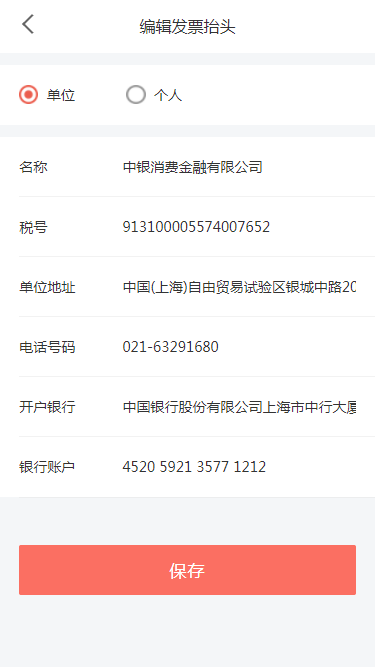 编辑发票抬头
单位 个人
名称 中银消费金融有限公司
税号 913100005574007652
单位地址 中国(上海)自由贸易试验区银城中路20
电话号码 021-63291680
开户银行 中国银行股份有限公司上海市中行大厦
银行账户 4520 5921 3577 1212
保存